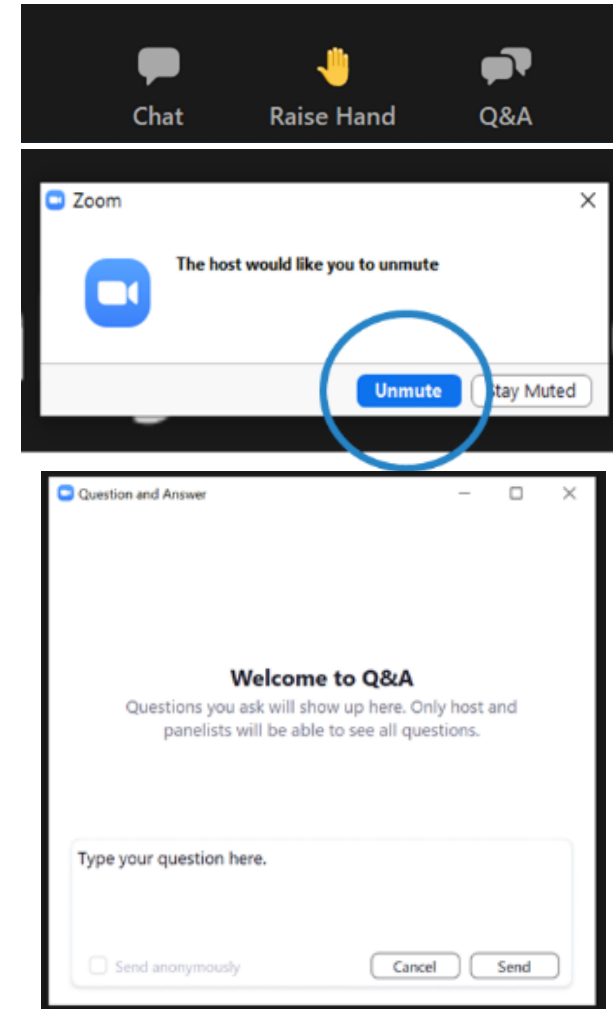 Chat Raise Hand Q&A
Zoom
The host would like you to unmute
Unmute Stay Muted
Question and Answer
Welcome to Q&A
Questions you ask will show up here. Only host and
panelists will be able to see all questions.
Type your question here.
Send anonymously Cancel Send